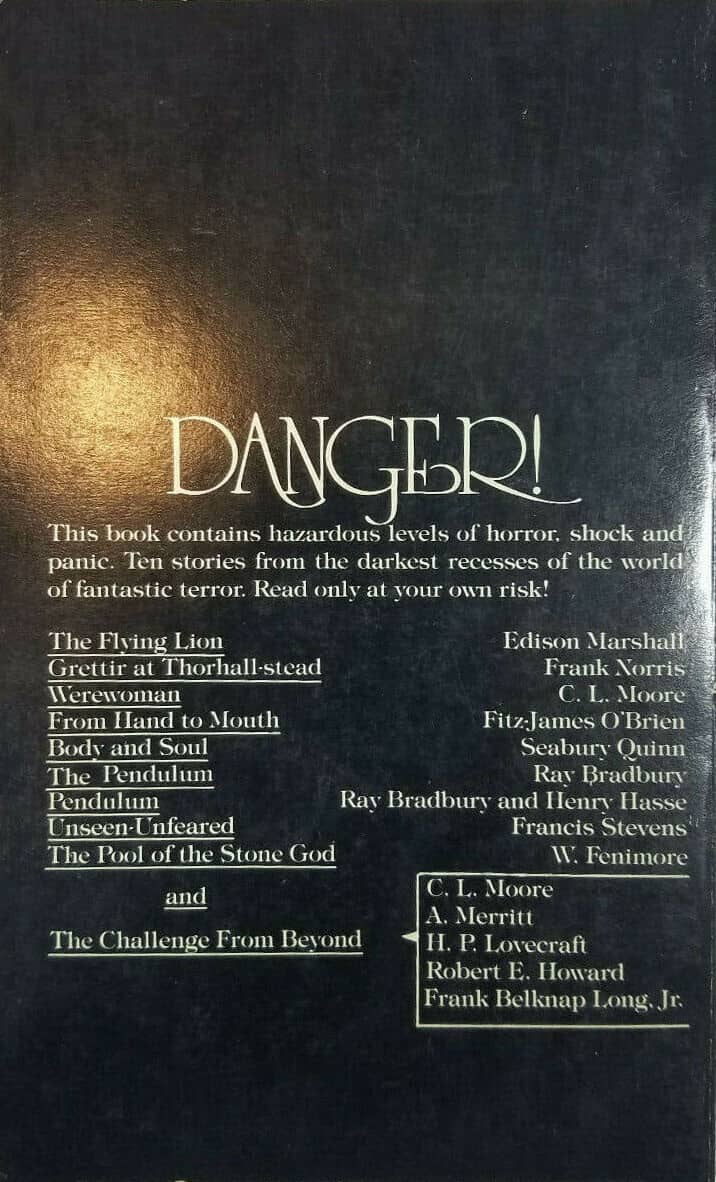 DANGER!
This book contains hazardous levels of horror, shock and
panic. Ten stories from the darkest recesses of the world
of fantastic terror. Read only at your own risk!
The Flying Lion Edison Marshall
Grettir at Thorhall-stead Frank Norris
Werewoman C. L. Moore
From Hand to Mouth Fitz-James O'Brien
Body and Soul Seabury Quinn
The Pendulum Ray Bradbury
Pendulum Ray Bradbury and Henry Hasse
Unseen-Unfeared Francis Stevens
The Pool of the Stone God W. Fenimore
and
The Challenge From Beyond
C. L. Moore
A. Merritt
H. P. Lovecraft
Robert E. Howard
Frank Belknap Long, Jr.